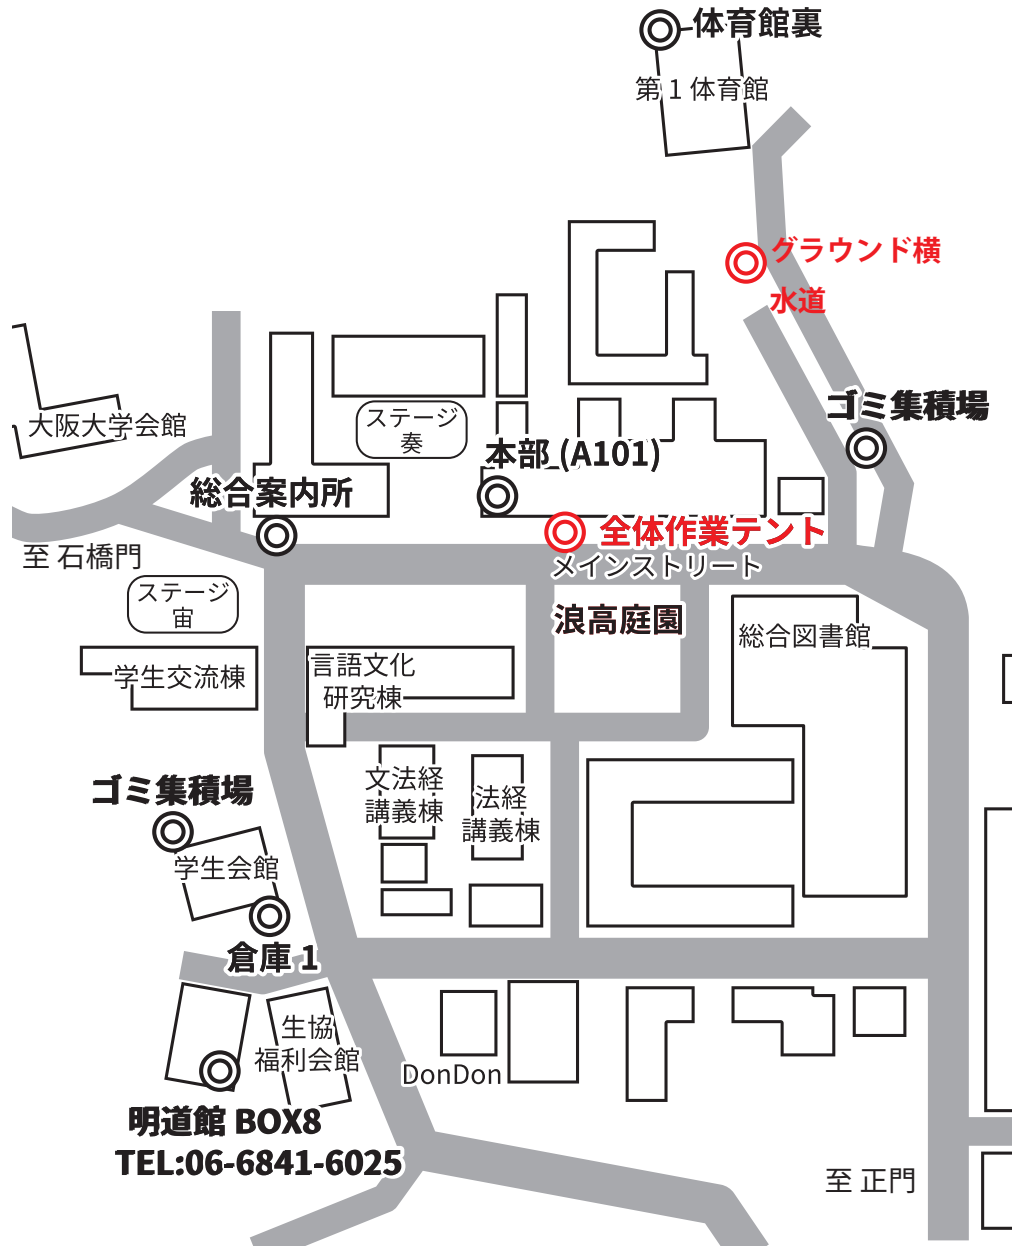 体育館裏
第 1 体育館
グラウンド横
水道
ゴミ集積場
大阪大学会館
ステージ
奏
本部 (A101)
総合案内所
全体作業テント
至 石橋門
メインストリート
ステージ
宙
浪高庭園
総合図書館
学生交流棟
言語文化
研究棟
文法経
講義棟
法経
講義棟
ゴミ集積場
学生会館
倉庫 1
生協
福利会館
DonDon
明道館 BOX8
TEL:06-6841-6025
至 正門